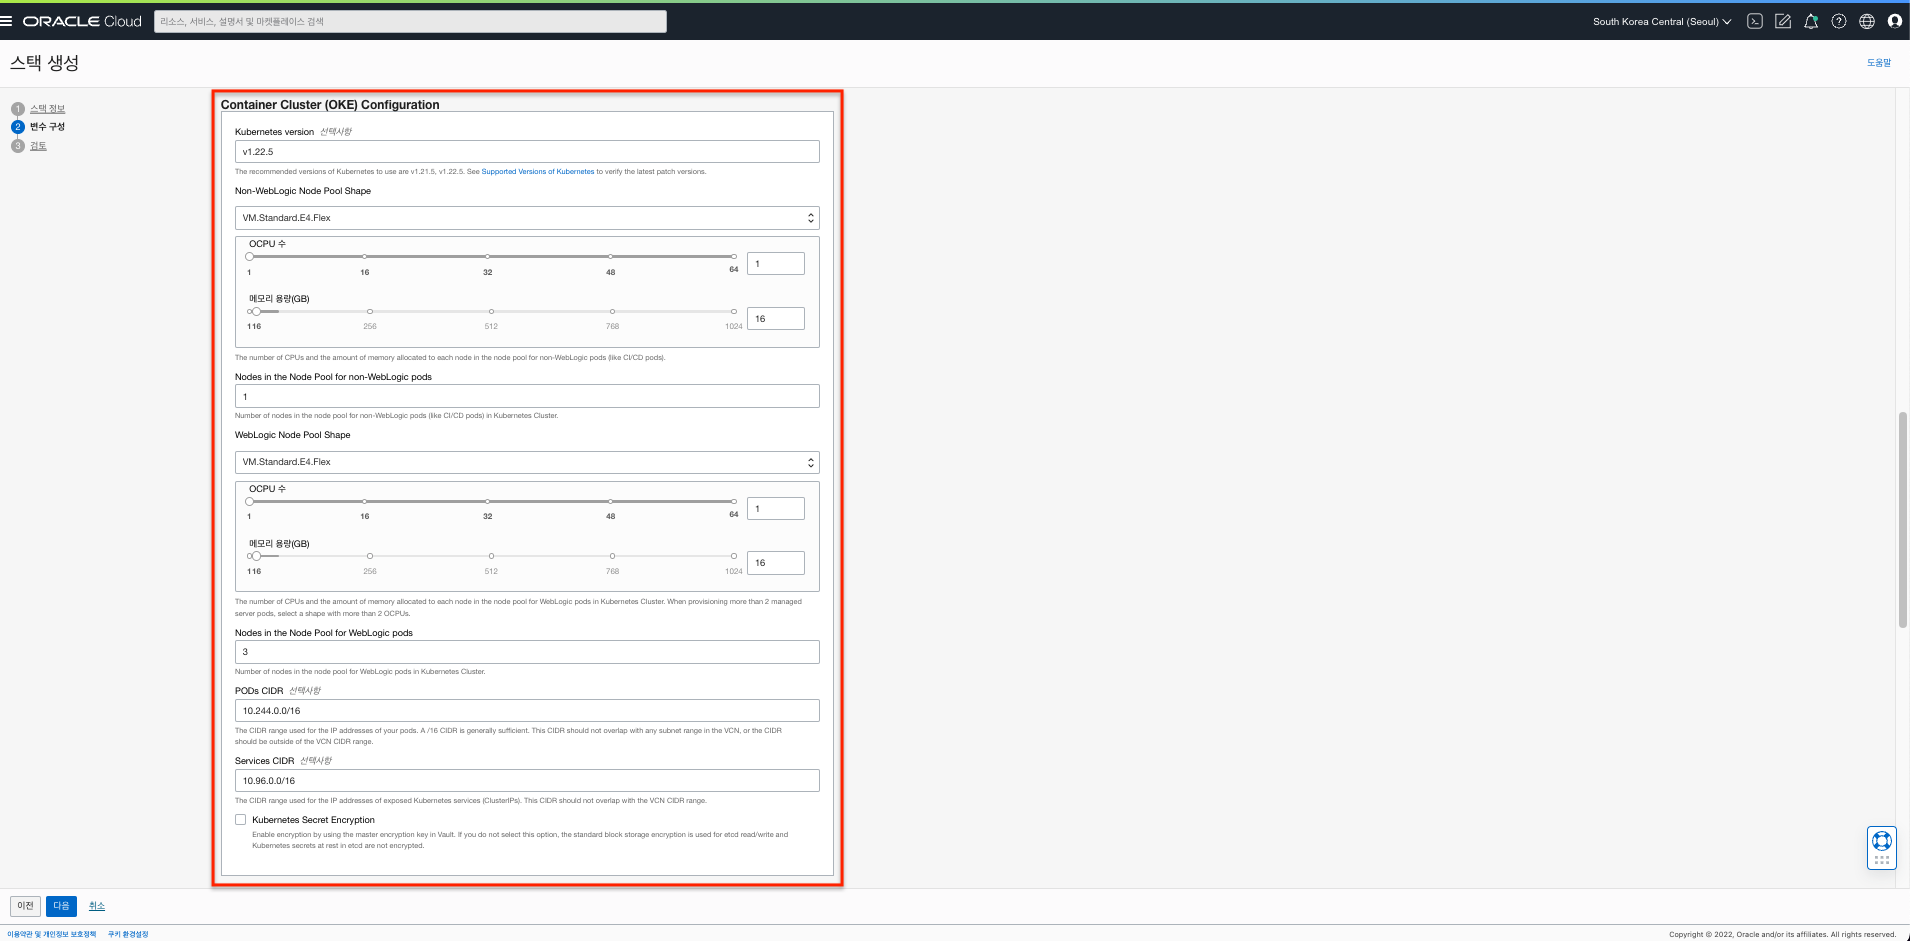 ORACLE Cloud
리소스, 서비스, 설명서 및 마켓플레이스 검색
South Korea Central (Seoul)
스택 생성
도움말
1 스택 정보
2 변수 구성
3 검토
Container Cluster (OKE) Configuration
Kubernetes version 선택사항
v1.22.5
The recommended versions of Kubernetes to use are v1.21.5, v1.22.5. See Supported Versions of Kubernetes to verify the latest patch versions.
Non-WebLogic Node Pool Shape
VM.Standard.E4.Flex
OCPU 수
1 16 32 48 64 1
메모리 용량(GB)
116 256 512 768 1024 16
The number of CPUs and the amount of memory allocated to each node in the node pool for non-WebLogic pods (like CI/CD pods).
Nodes in the Node Pool for non-WebLogic pods
1
Number of nodes in the node pool for non-WebLogic pods (like CI/CD pods) in Kubernetes Cluster.
WebLogic Node Pool Shape
VM.Standard.E4.Flex
OCPU 수
1 16 32 48 64 1
메모리 용량(GB)
116 256 512 768 1024 16
The number of CPUs and the amount of memory allocated to each node in the node pool for WebLogic pods in Kubernetes Cluster. When provisioning more than 2 managed
server pods, select a shape with more than 2 OCPUs.
Nodes in the Node Pool for WebLogic pods
3
Number of nodes in the node pool for WebLogic pods in Kubernetes Cluster.
PODs CIDR 선택사항
10.244.0.0/16
The CIDR range used for the IP addresses of your pods. A /16 CIDR is generally sufficient. This CIDR should not overlap with any subnet range in the VCN, or the CIDR
should be outside of the VCN CIDR range.
Services CIDR 선택사항
10.96.0.0/16
The CIDR range used for the IP addresses of exposed Kubernetes services (ClusterIPs). This CIDR should not overlap with the VCN CIDR range.
Kubernetes Secret Encryption
Enable encryption by using the master encryption key in Vault. If you do not select this option, the standard block storage encryption is used for etcd read/write and
Kubernetes secrets at rest in etcd are not encrypted.
이전 다음 취소
이용약관 및 개인정보 보호정책 쿠키 환경설정
Copyright © 2022, Oracle and/or its affiliates. All rights reserved.